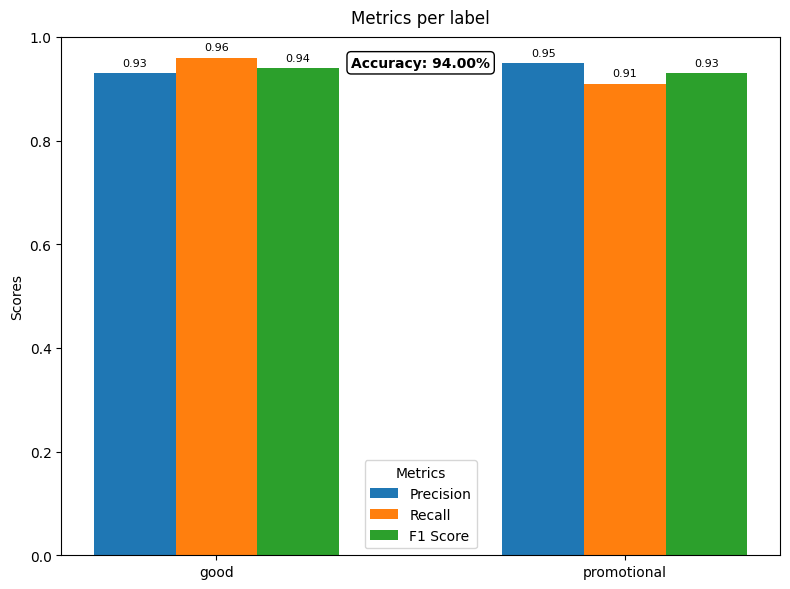 Metrics per label
1.0
0.8
0.6
0.4
0.2
0.0
Scores
0.93
0.96
0.94
Accuracy: 94.00%
0.95
0.91
0.93
Metrics
Precision
Recall
F1 Score
good
promotional